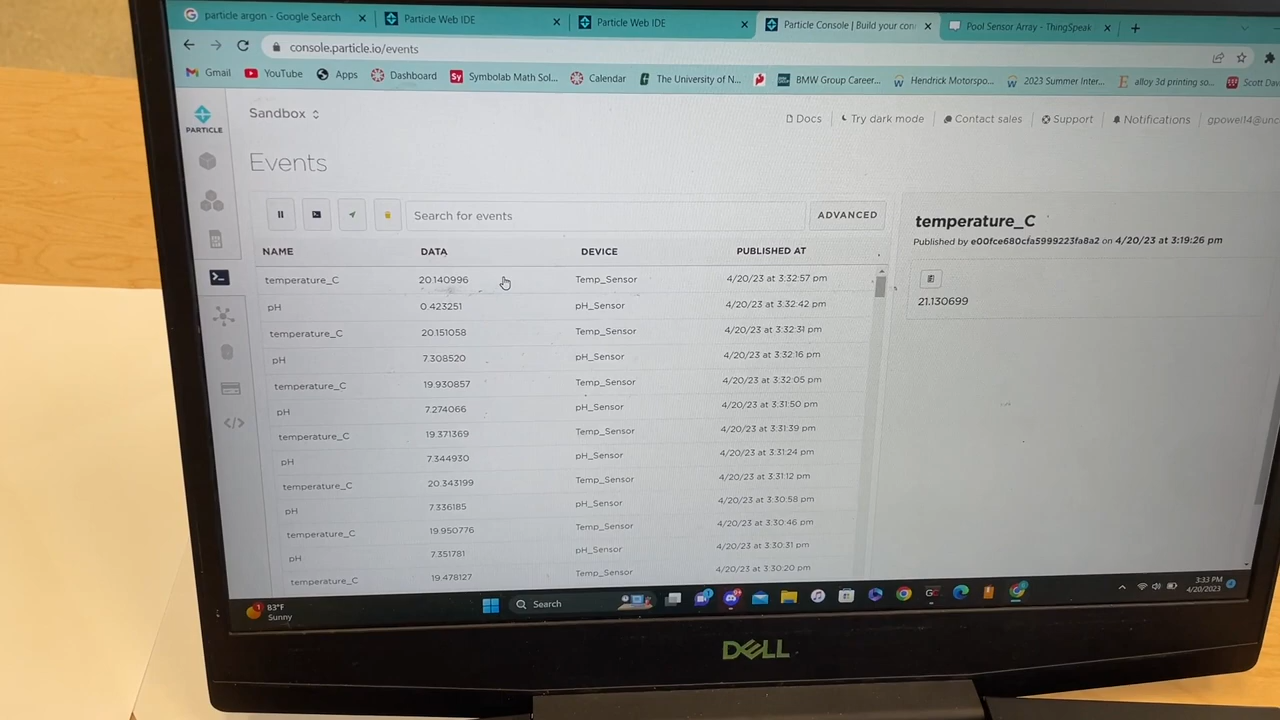 particle argon - Google Search
Particle Web IDE
Particle Web IDE
Particle Console | Build your con
Pool Sensor Array - ThingSpeak
console.particle.io/events
Gmail YouTube Apps Dashboard Symbolab Math Sol... Calendar The University of N... BMW Group Career... Hendrick Motorspo... 2023 Summer Inter... alloy 3d printing so... Scott Dav
PARTICLE
Sandbox
Docs Try dark mode Contact sales Support Notifications gpowel14@unc
Events
Search for events ADVANCED
NAME DATA DEVICE PUBLISHED AT
temperature_C 20.140996 Temp_Sensor 4/20/23 at 3:32:57 pm
pH 0.423251 pH_Sensor 4/20/23 at 3:32:42 pm
temperature_C 20.151058 Temp_Sensor 4/20/23 at 3:32:31 pm
pH 7.308520 pH_Sensor 4/20/23 at 3:32:16 pm
temperature_C 19.930857 Temp_Sensor 4/20/23 at 3:32:05 pm
pH 7.274066 pH_Sensor 4/20/23 at 3:31:50 pm
temperature_C 19.371369 Temp_Sensor 4/20/23 at 3:31:39 pm
pH 7.344930 pH_Sensor 4/20/23 at 3:31:24 pm
temperature_C 20.343199 Temp_Sensor 4/20/23 at 3:31:12 pm
pH 7.336185 pH_Sensor 4/20/23 at 3:30:58 pm
temperature_C 19.950776 Temp_Sensor 4/20/23 at 3:30:46 pm
pH 7.351781 pH_Sensor 4/20/23 at 3:30:31 pm
temperature_C 19.478127 Temp_Sensor 4/20/23 at 3:30:20 pm
temperature_C
Published by e00fce680cfa5999223fa8a2 on 4/20/23 at 3:19:26 pm
21.130699
83°F
Sunny
Search
3:33 PM
4/20/2023
DELL